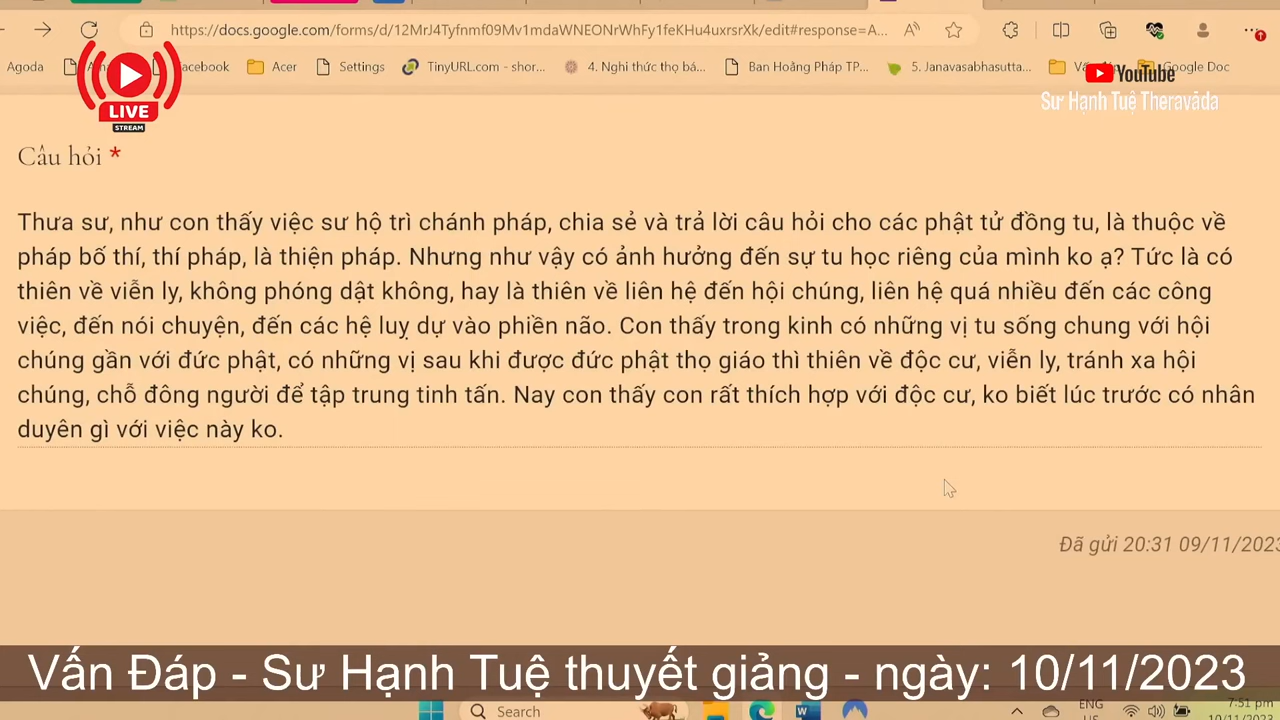 https://docs.google.com/forms/d/12MrJ4Tyfnmf09Mv1mdaWNEONrWhFy1feKHu4uxrsrXk/edit#response=A...
Agoda
Facebook
Acer
Settings
TinyURL.com - shor...
4. Nghi thức thọ bá...
Ban Hoằng Pháp TP...
5. Janavasabhasutta...
Google Doc
LIVE
STREAM
YouTube
Sư Hạnh Tuệ Theravāda
Câu hỏi *
Thưa sư, như con thấy việc sư hộ trì chánh pháp, chia sẻ và trả lời câu hỏi cho các phật tử đồng tu, là thuộc về
pháp bố thí, thí pháp, là thiện pháp. Nhưng như vậy có ảnh hưởng đến sự tu học riêng của mình ko ạ? Tức là có
thiên về viễn ly, không phóng dật không, hay là thiên về liên hệ đến hội chúng, liên hệ quá nhiều đến các công
việc, đến nói chuyện, đến các hệ luỵ dự vào phiền não. Con thấy trong kinh có những vị tu sống chung với hội
chúng gần với đức phật, có những vị sau khi được đức phật thọ giáo thì thiên về độc cư, viễn ly, tránh xa hội
chúng, chỗ đông người để tập trung tinh tấn. Nay con thấy con rất thích hợp với độc cư, ko biết lúc trước có nhân
duyên gì với việc này ko.
Đã gửi 20:31 09/11/2023
Vấn Đáp - Sư Hạnh Tuệ thuyết giảng - ngày: 10/11/2023
Search
ENG
7:51 pm